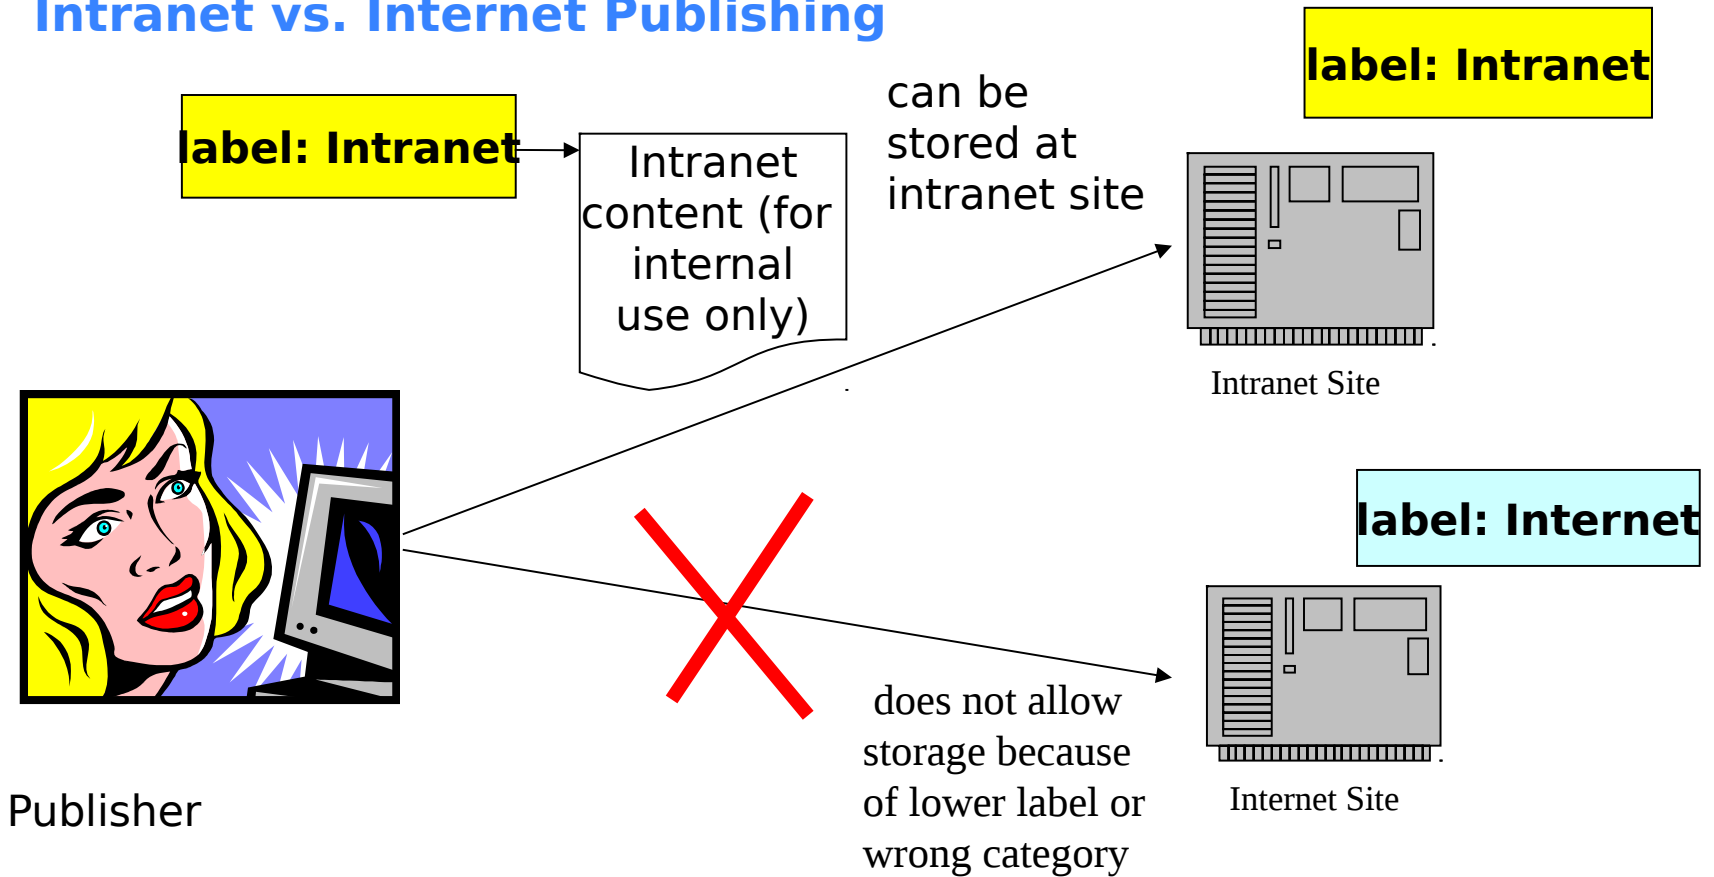 Intranet vs. Internet Publishing
label: Intranet
label: Intranet
Intranet
content (for
internal
use only)
can be
stored at
intranet site
Intranet Site
label: Internet
does not allow
storage because
of lower label or
wrong category
Internet Site
Publisher